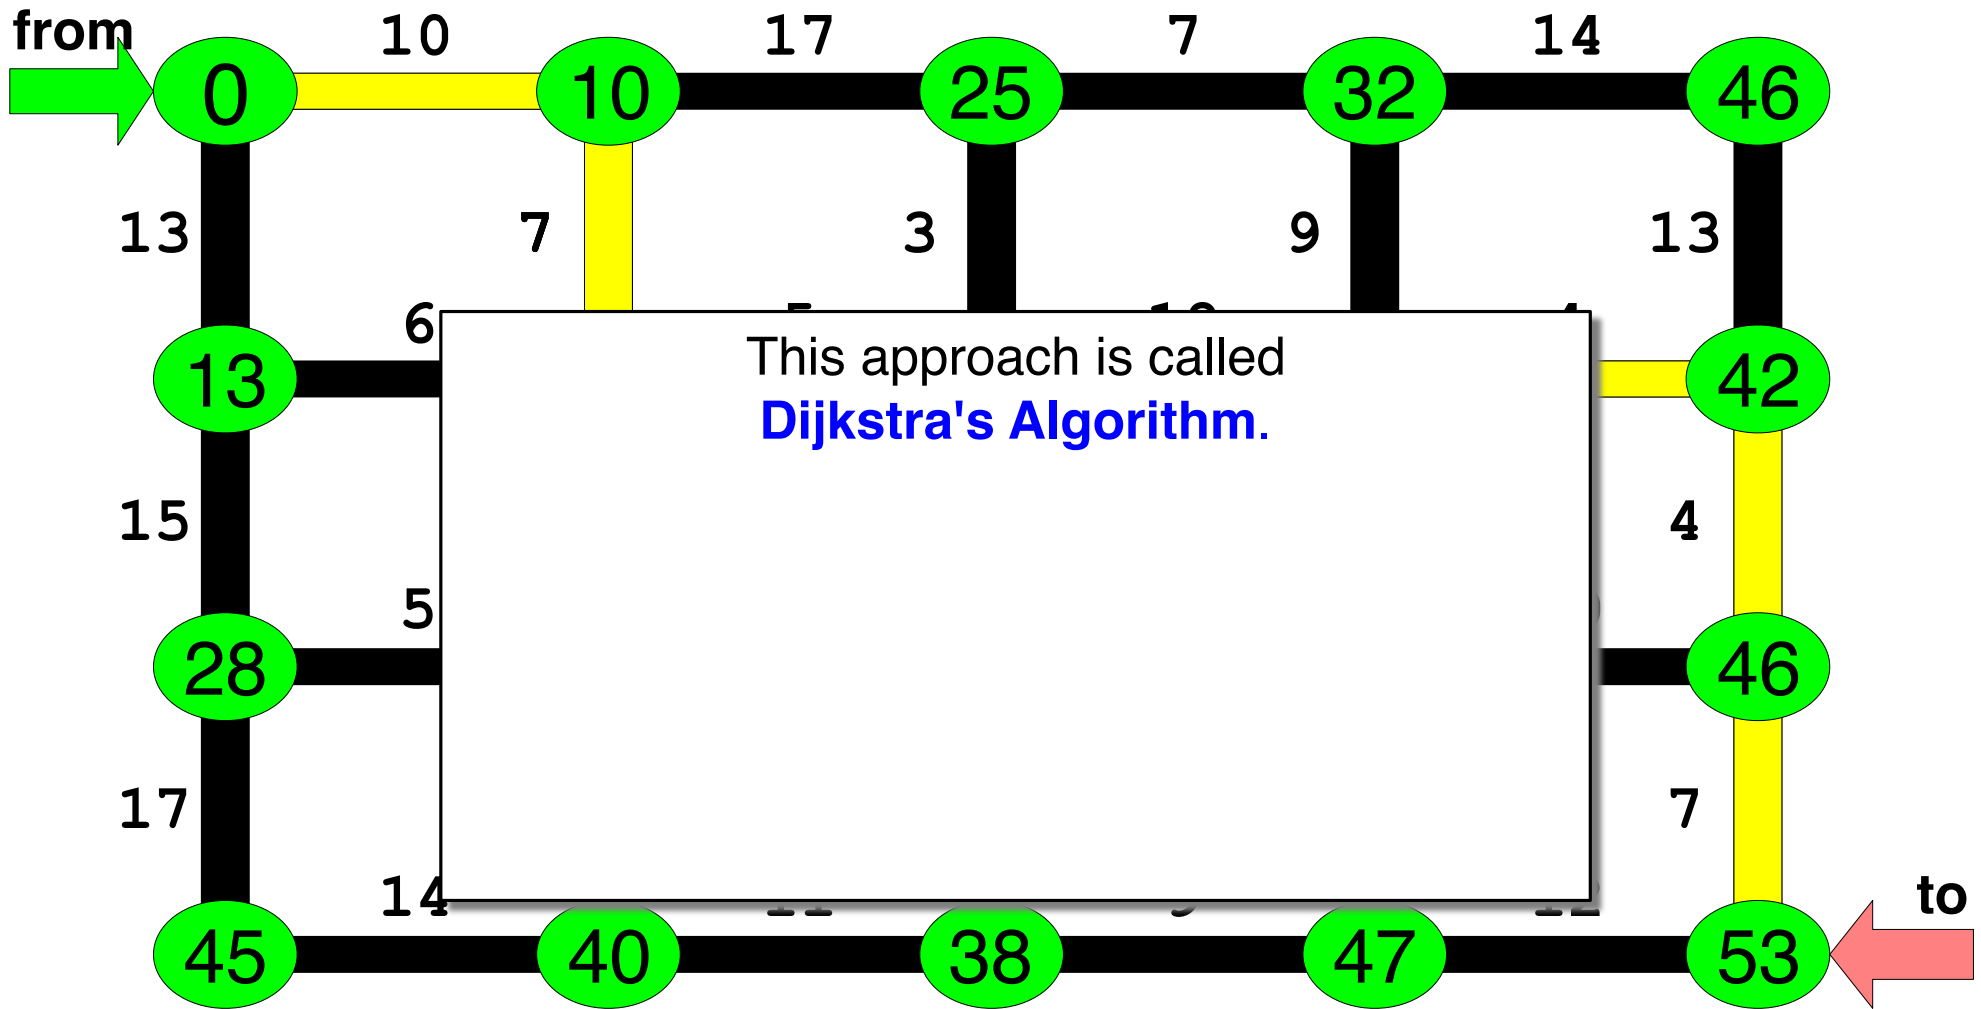 from
10 17 7 14
0 10 25 32 46
13 7 3 9 13
6
13 42
15 4
5
28 46
17 7
14
to
45 40 38 47 53
This approach is called
Dijkstra's Algorithm.